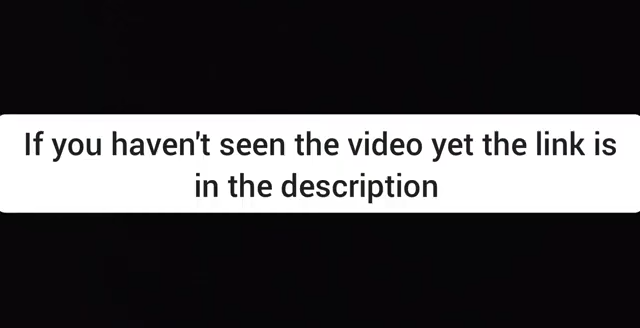 If you haven't seen the video yet the link is
in the description